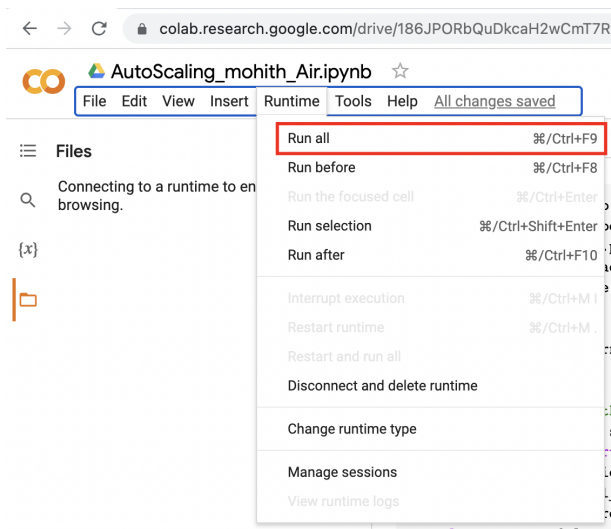 colab.research.google.com/drive/186JPORbQuDkcaH2wCmT7R
AutoScaling_mohith_Air.ipynb
File Edit View Insert Runtime Tools Help All changes saved
Files
Connecting to a runtime to en
browsing.
{x}
Run all ⌘/Ctrl+F9
Run before ⌘/Ctrl+F8
Run the focused cell ⌘/Ctrl+Enter
Run selection ⌘/Ctrl+Shift+Enter
Run after ⌘/Ctrl+F10
Interrupt execution ⌘/Ctrl+M I
Restart runtime ⌘/Ctrl+M .
Restart and run all
Disconnect and delete runtime
Change runtime type
Manage sessions
View runtime logs